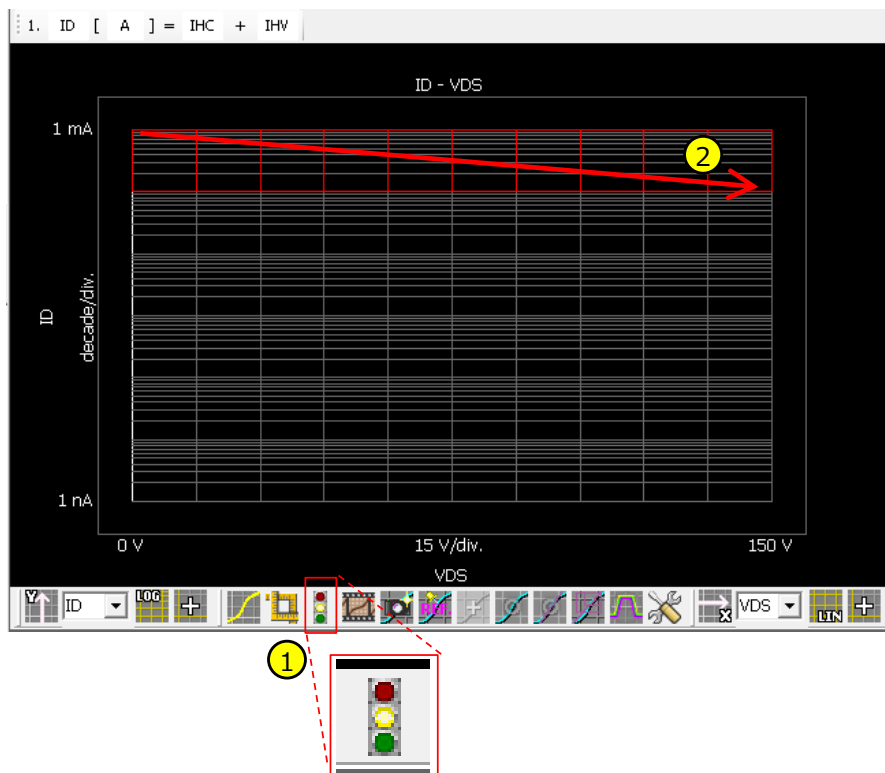 1. ID [ A ] = IHC + IHV
ID - VDS
1 mA
2
ID
decade/div.
1 nA
0 V 15 V/div. 150 V
VDS
Y ID LOG REF. X VDS LIN
1